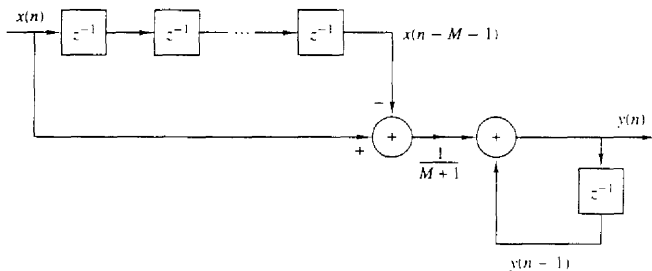 x(n)
z⁻¹
z⁻¹
...
z⁻¹
x(n − M − 1)
−
+
+
+
1
M + 1
y(n)
z⁻¹
y(n − 1)